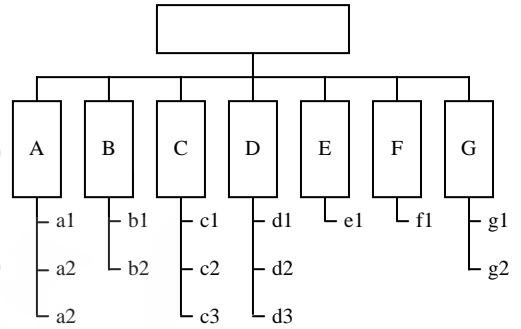 A B C D E F G
a1 b1 c1 d1 e1 f1 g1
a2 b2 c2 d2 g2
a2 c3 d3